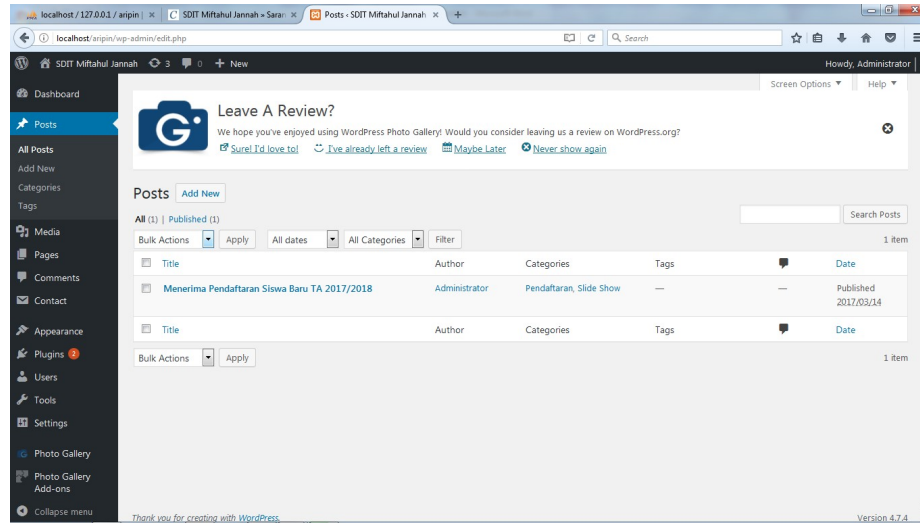 localhost / 127.0.0.1 / aripin |
SDIT Miftahul Jannah » Saran
Posts ‹ SDIT Miftahul Jannah
localhost/aripin/wp-admin/edit.php
Search
SDIT Miftahul Jannah 3 0 + New
Howdy, Administrator
Screen Options
Help
Dashboard
Posts
All Posts
Add New
Categories
Tags
Media
Pages
Comments
Contact
Appearance
Plugins 2
Users
Tools
Settings
Photo Gallery
Photo Gallery
Add-ons
Collapse menu
Leave A Review?
We hope you've enjoyed using WordPress Photo Gallery! Would you consider leaving us a review on WordPress.org?
Sure! I'd love to! I've already left a review Maybe Later Never show again
Posts Add New
All (1) | Published (1)
Search Posts
Bulk Actions Apply All dates All Categories Filter 1 item
Title Author Categories Tags Date
Menerima Pendaftaran Siswa Baru TA 2017/2018 Administrator Pendaftaran, Slide Show — — Published
2017/03/14
Title Author Categories Tags Date
Bulk Actions Apply 1 item
Thank you for creating with WordPress. Version 4.7.4